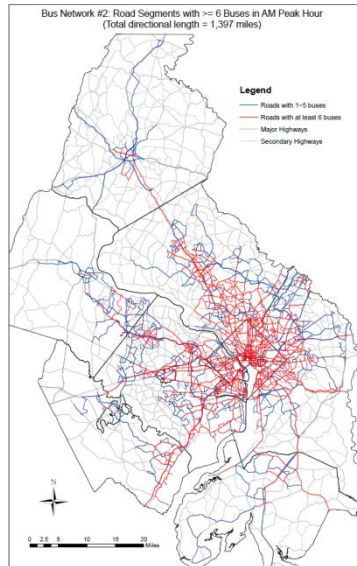 Bus Network #2: Road Segments with >= 6 Buses in AM Peak Hour
(Total directional length = 1,397 miles)
Legend
Roads with 1~5 buses
Roads with at least 6 buses
Major Highways
Secondary Highways
N
0 2.5 5 10 15 20
Miles